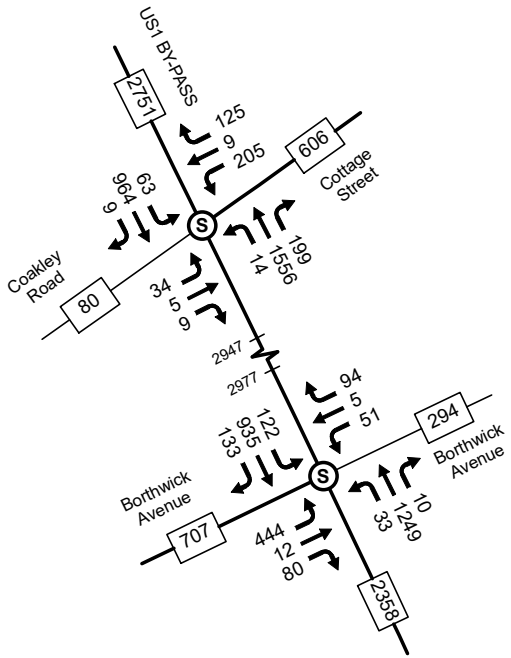 US1 BY-PASS
2751
125
9
205
606
Cottage
Street
63
964
9
S
199
1556
14
Coakley
Road
80
34
5
9
2947
2977
94
5
51
294
Borthwick
Avenue
122
935
133
S
10
1249
33
Borthwick
Avenue
707
444
12
80
2358